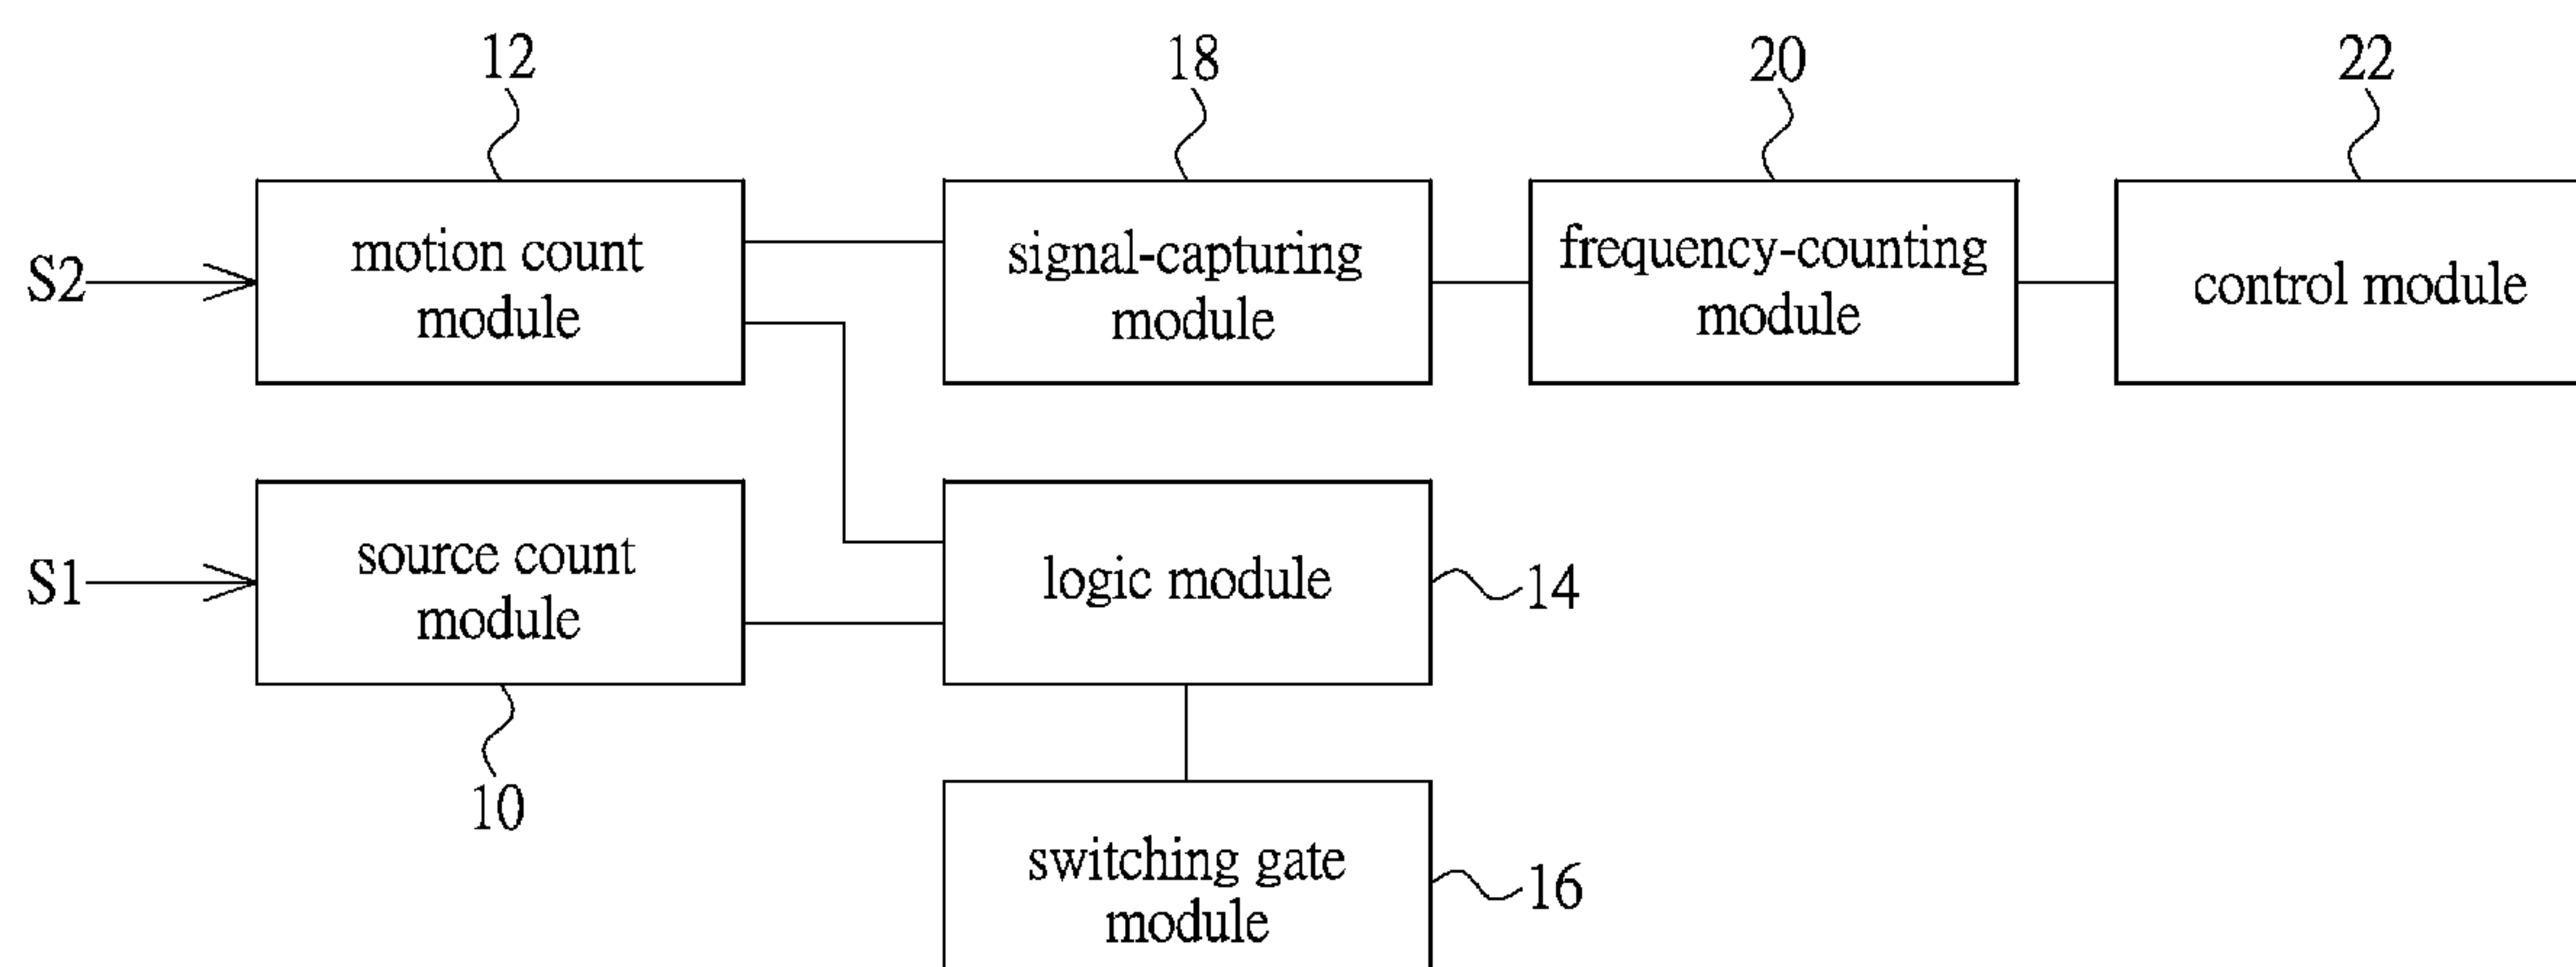 12
18
20
22
S2
motion count
module
signal-capturing
module
frequency-counting
module
control module
S1
source count
module
logic module
14
10
switching gate
module
16